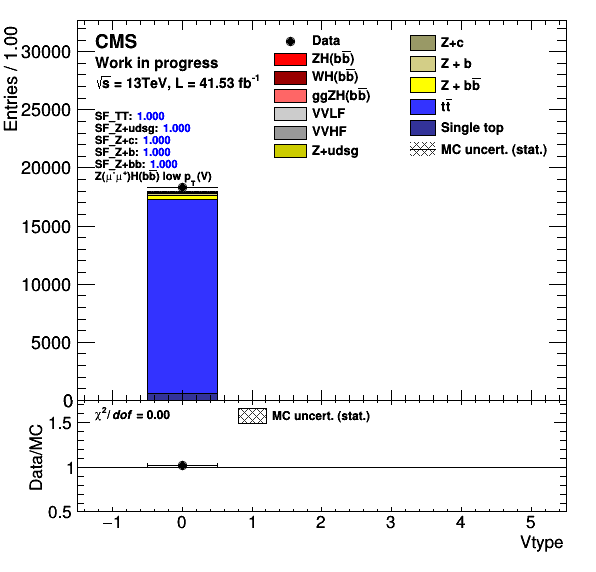 Entries / 1.00
30000
25000
20000
15000
10000
5000
0
CMS
Work in progress
√s = 13TeV, L = 41.53 fb⁻¹
SF_TT: 1.000
SF_Z+udsg: 1.000
SF_Z+c: 1.000
SF_Z+b: 1.000
SF_Z+bb: 1.000
Z(μ⁻μ⁺)H(bb̅) low p_T(V)
Data
ZH(bb̅)
WH(bb̅)
ggZH(bb̅)
VVLF
VVHF
Z+udsg
Z+c
Z + b
Z + bb̅
tt̅
Single top
MC uncert. (stat.)
Data/MC
1.5
1
0.5
χ²/dof = 0.00
MC uncert. (stat.)
−1 0 1 2 3 4 5
Vtype